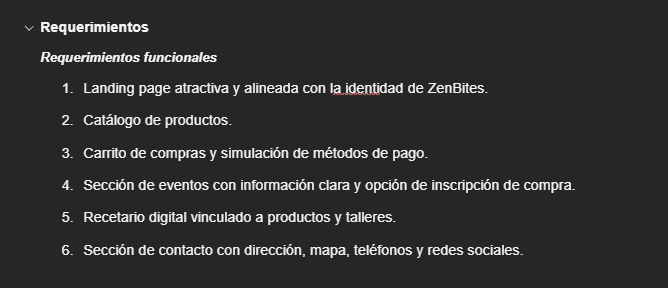 Requerimientos
Requerimientos funcionales
1. Landing page atractiva y alineada con la identidad de ZenBites.
2. Catálogo de productos.
3. Carrito de compras y simulación de métodos de pago.
4. Sección de eventos con información clara y opción de inscripción de compra.
5. Recetario digital vinculado a productos y talleres.
6. Sección de contacto con dirección, mapa, teléfonos y redes sociales.